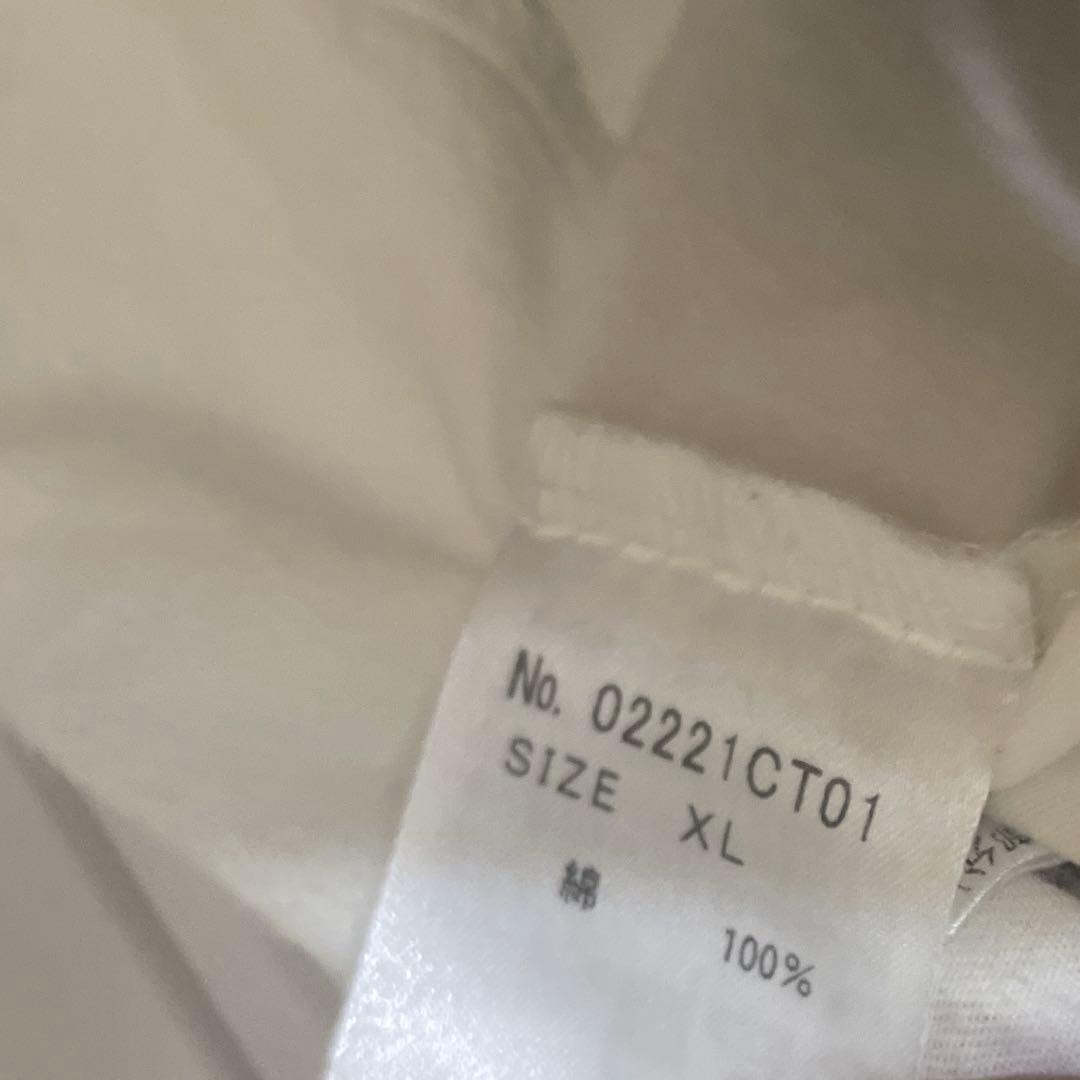 No. 02221CT01
SIZE XL
綿 100%